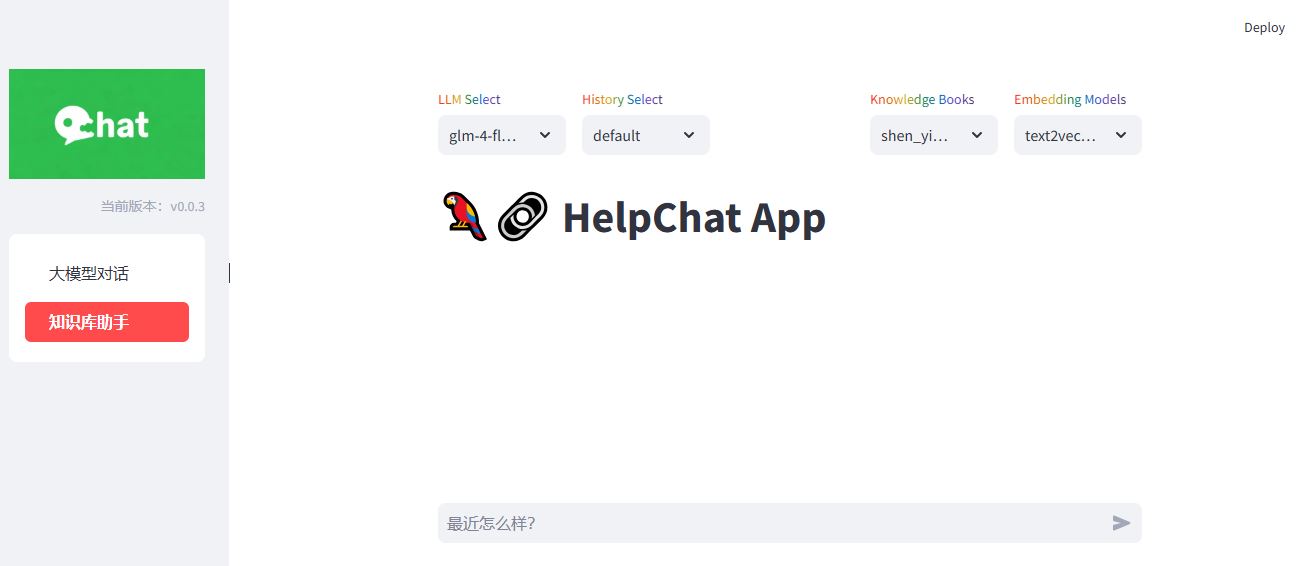 Deploy
Chat
当前版本：v0.0.3
大模型对话
知识库助手
LLM Select
History Select
Knowledge Books
Embedding Models
glm-4-fl...
default
shen_yi...
text2vec...
HelpChat App
最近怎么样?